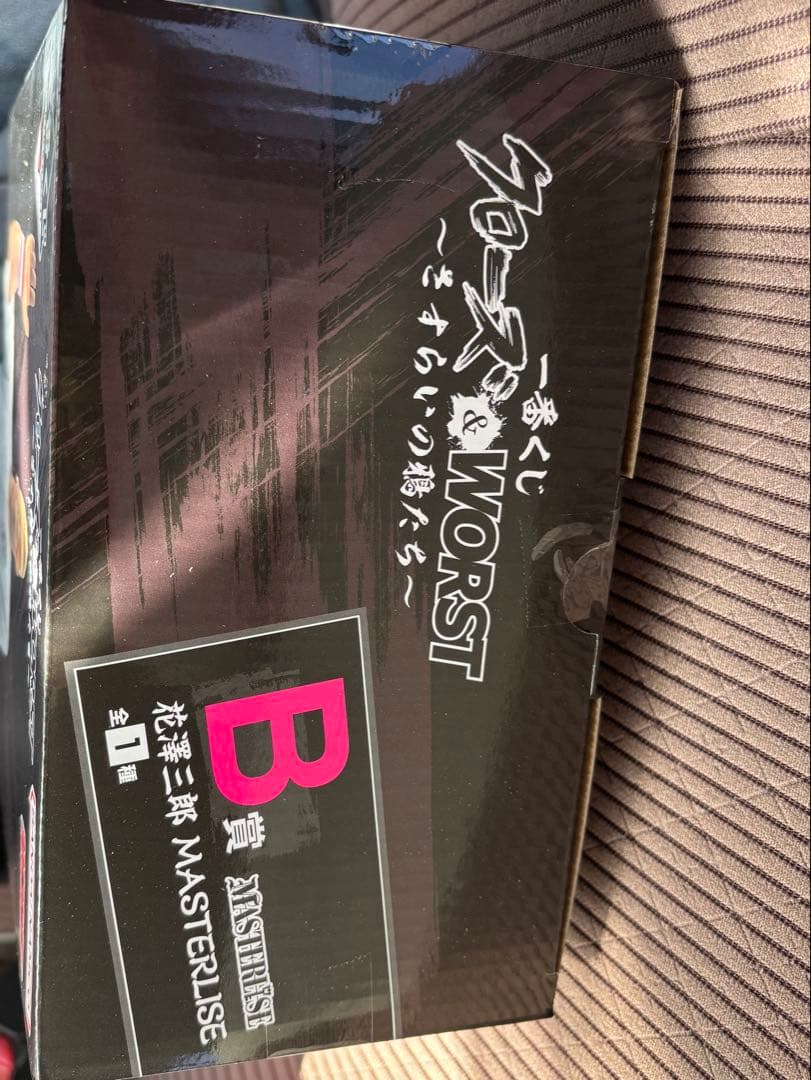 一番くじ
クローズ&WORST
～さすらいの鴉たち～
B賞 MASTERLISE
花澤三郎 MASTERLISE
全1種